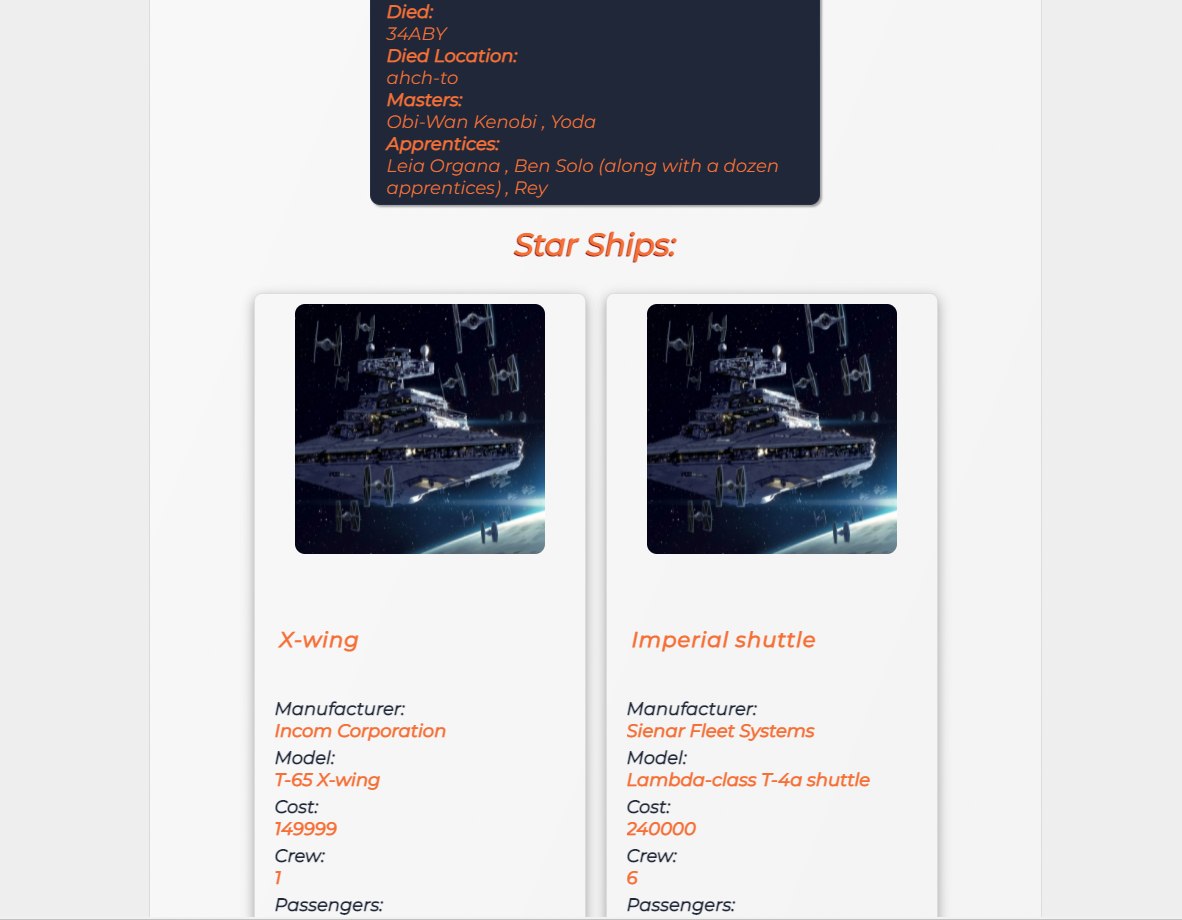 Died:
34ABY
Died Location:
ahch-to
Masters:
Obi-Wan Kenobi , Yoda
Apprentices:
Leia Organa , Ben Solo (along with a dozen
apprentices) , Rey
Star Ships:
X-wing
Manufacturer:
Incom Corporation
Model:
T-65 X-wing
Cost:
149999
Crew:
1
Passengers:
Imperial shuttle
Manufacturer:
Sienar Fleet Systems
Model:
Lambda-class T-4a shuttle
Cost:
240000
Crew:
6
Passengers: